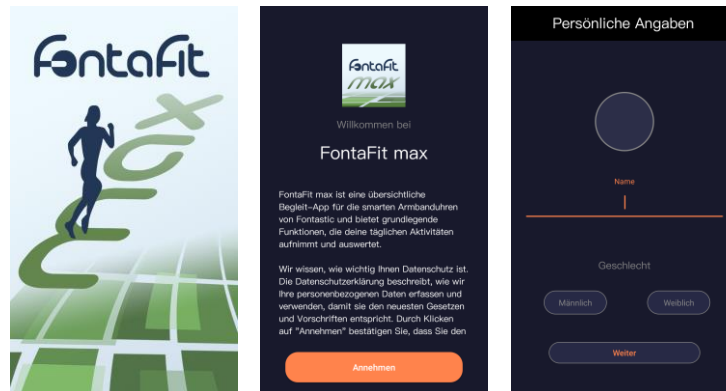 FontaFit
max
FontaFit
max
Willkommen bei
FontaFit max
FontaFit max ist eine übersichtliche
Begleit-App für die smarten Armbanduhren
von Fontastic und bietet grundlegende
Funktionen, die deine täglichen Aktivitäten
aufnimmt und auswertet.
Wir wissen, wie wichtig Ihnen Datenschutz ist.
Die Datenschutzerklärung beschreibt, wie wir
Ihre personenbezogenen Daten erfassen und
verwenden, damit sie den neuesten Gesetzen
und Vorschriften entspricht. Durch Klicken
auf "Annehmen" bestätigen Sie, dass Sie den
Annehmen
Persönliche Angaben
Name
Geschlecht
Männlich
Weiblich
Weiter